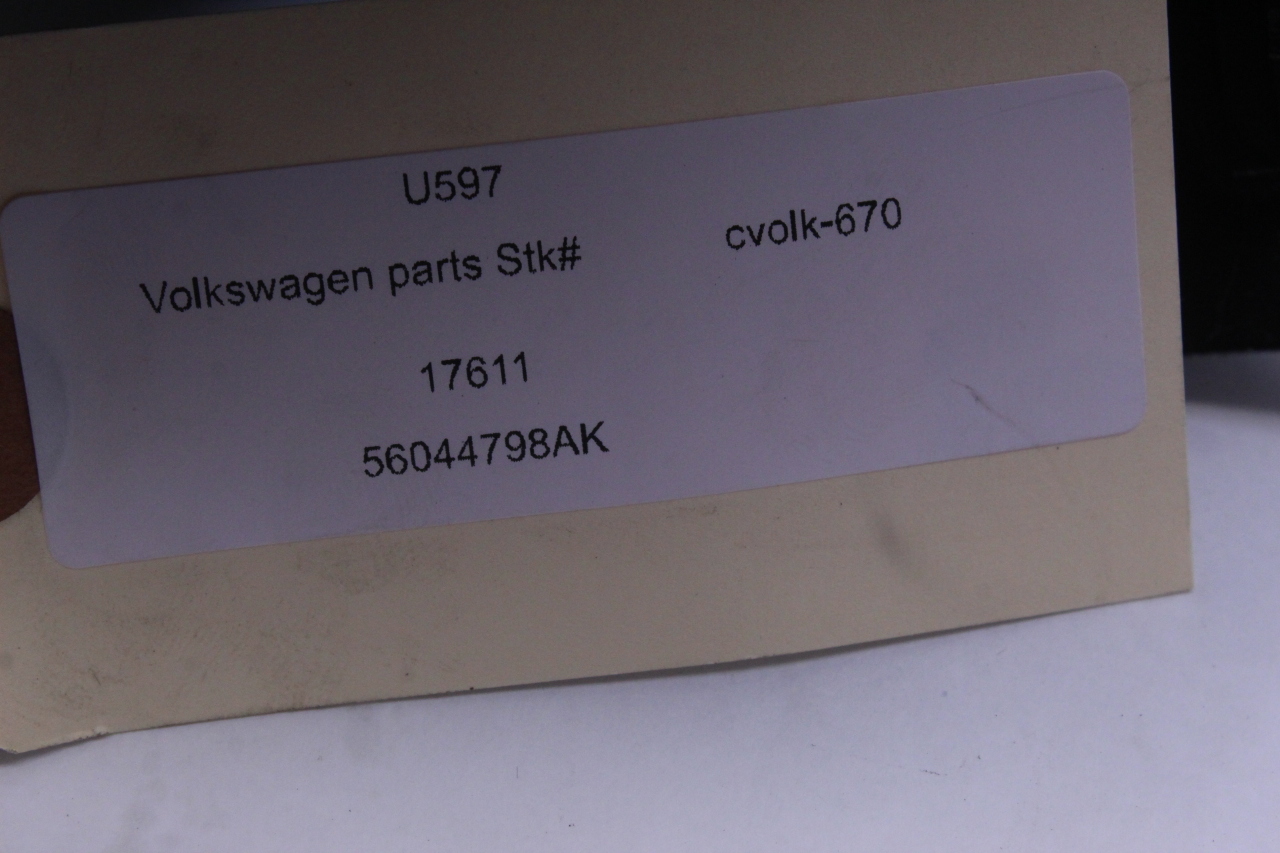 U597
Volkswagen parts Stk# cvolk-670
17611
56044798AK